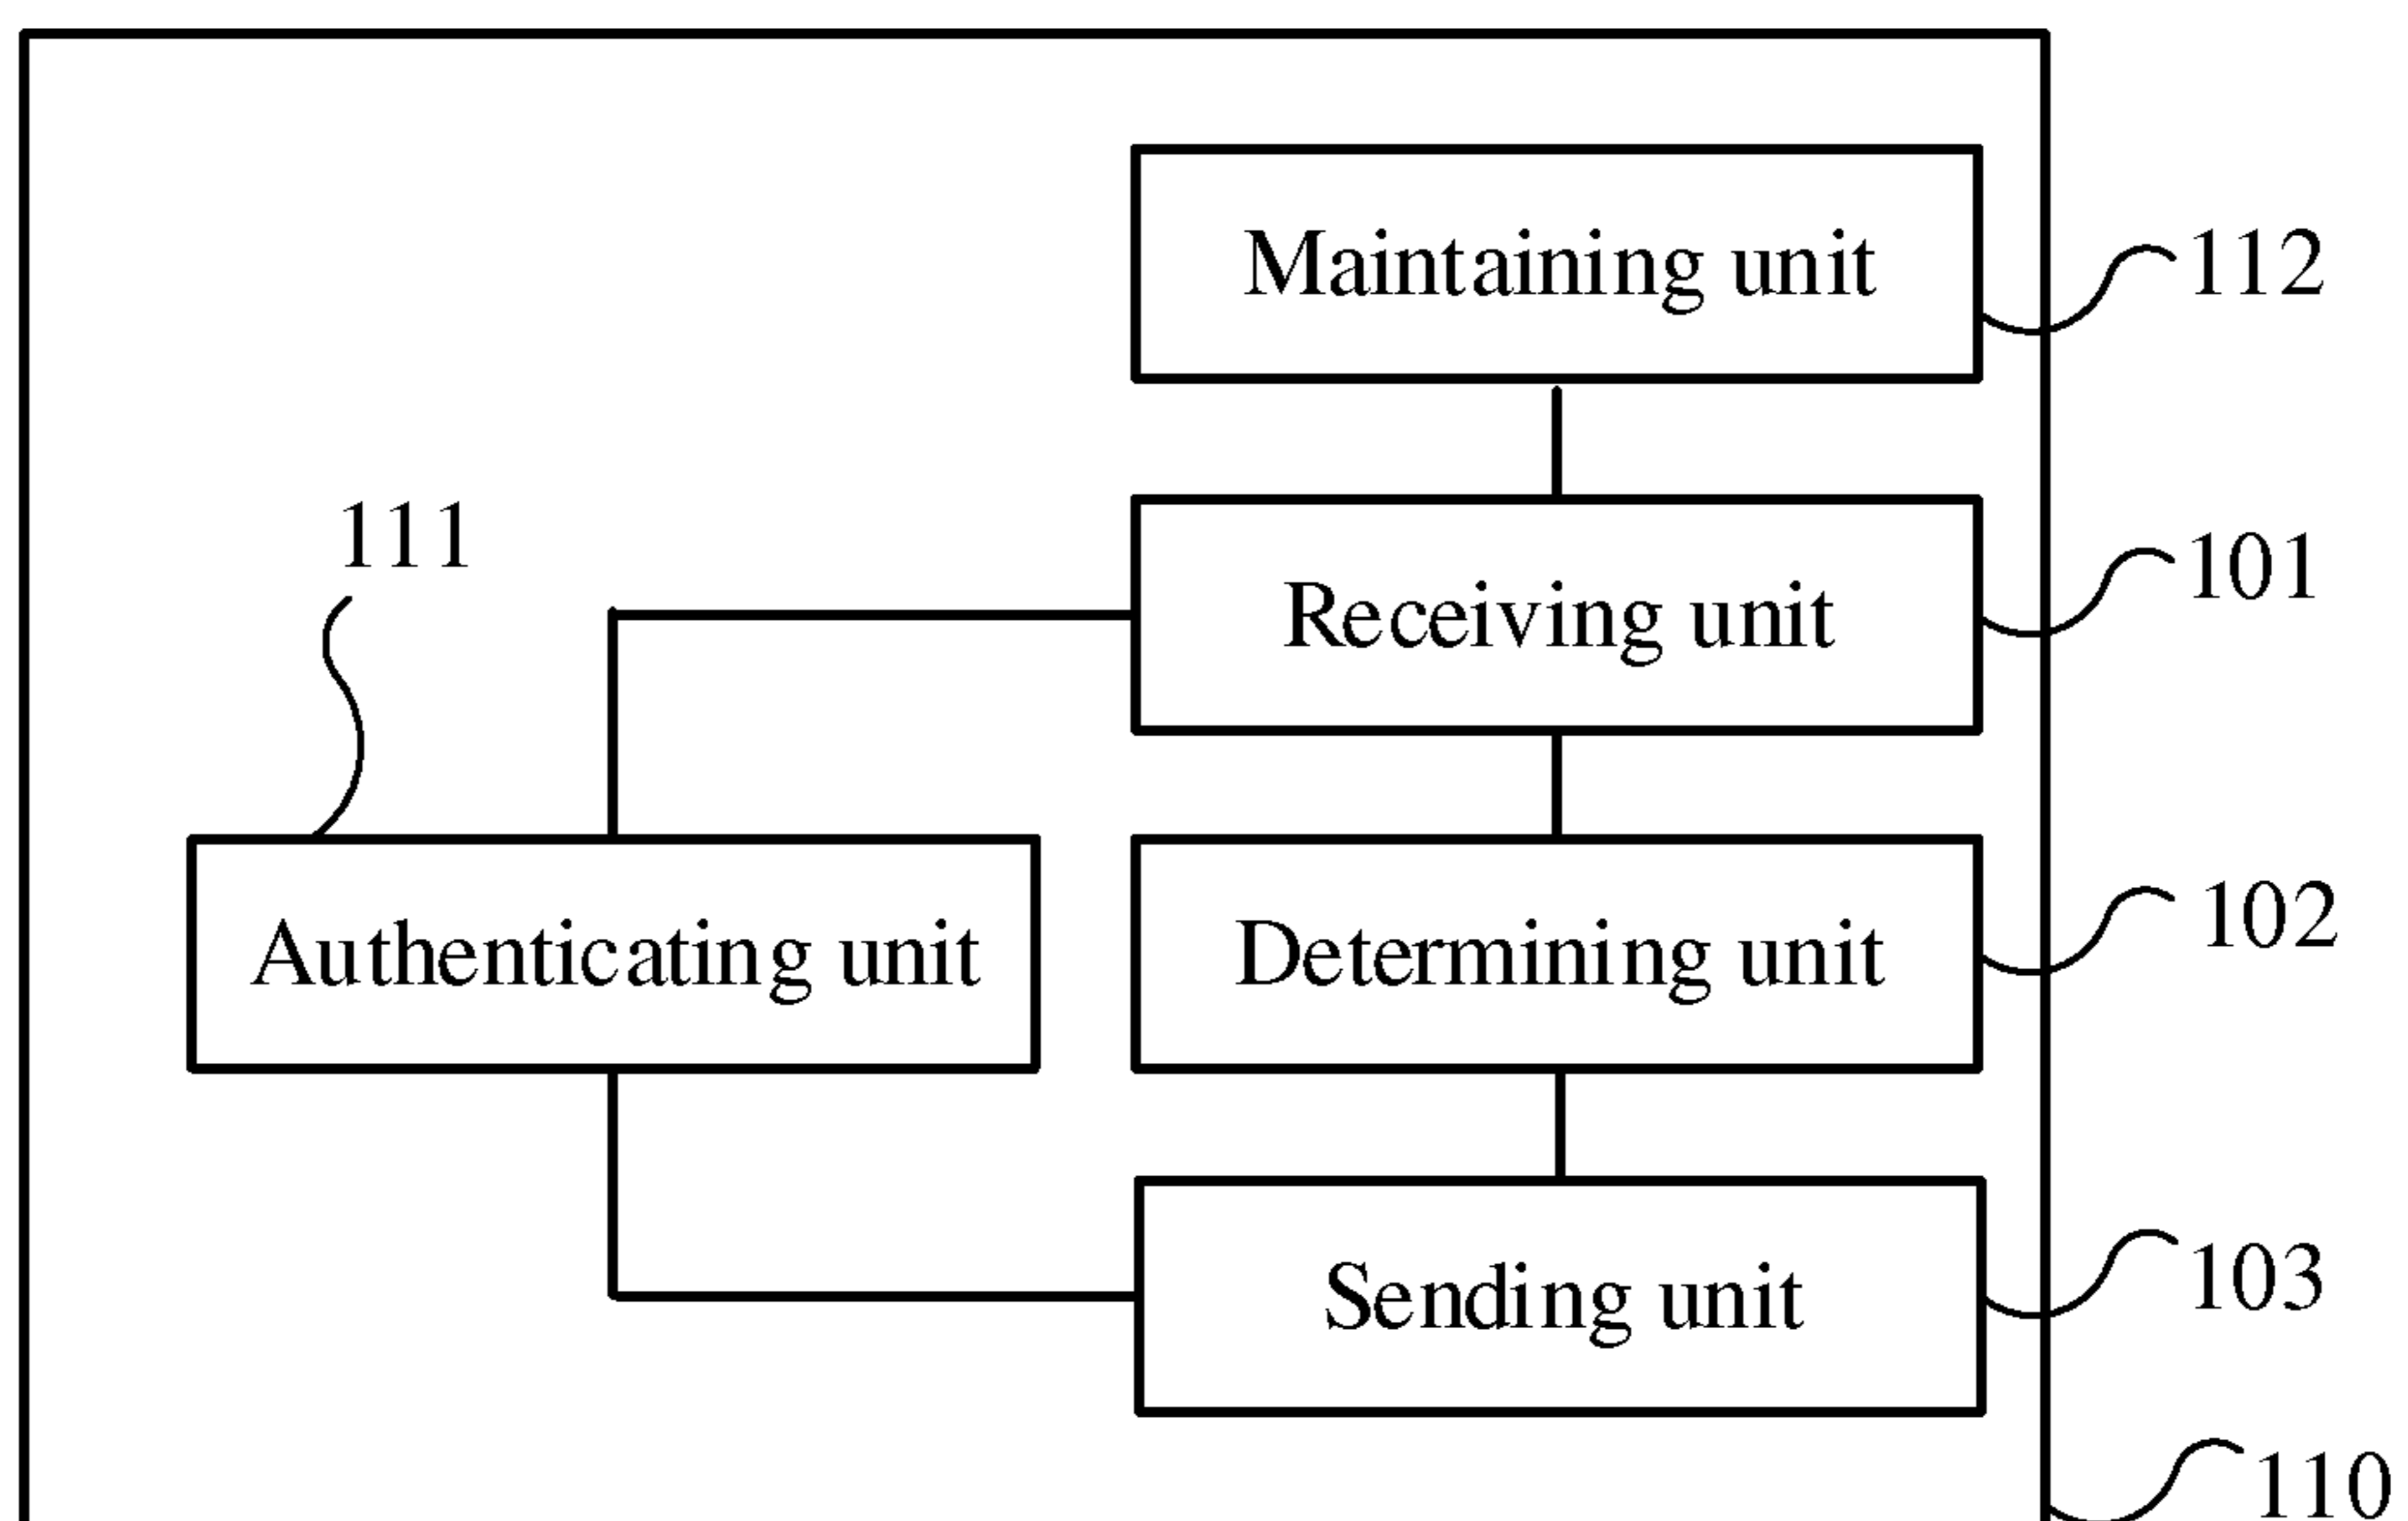 Maintaining unit
112
111
Receiving unit
101
Authenticating unit
Determining unit
102
Sending unit
103
110